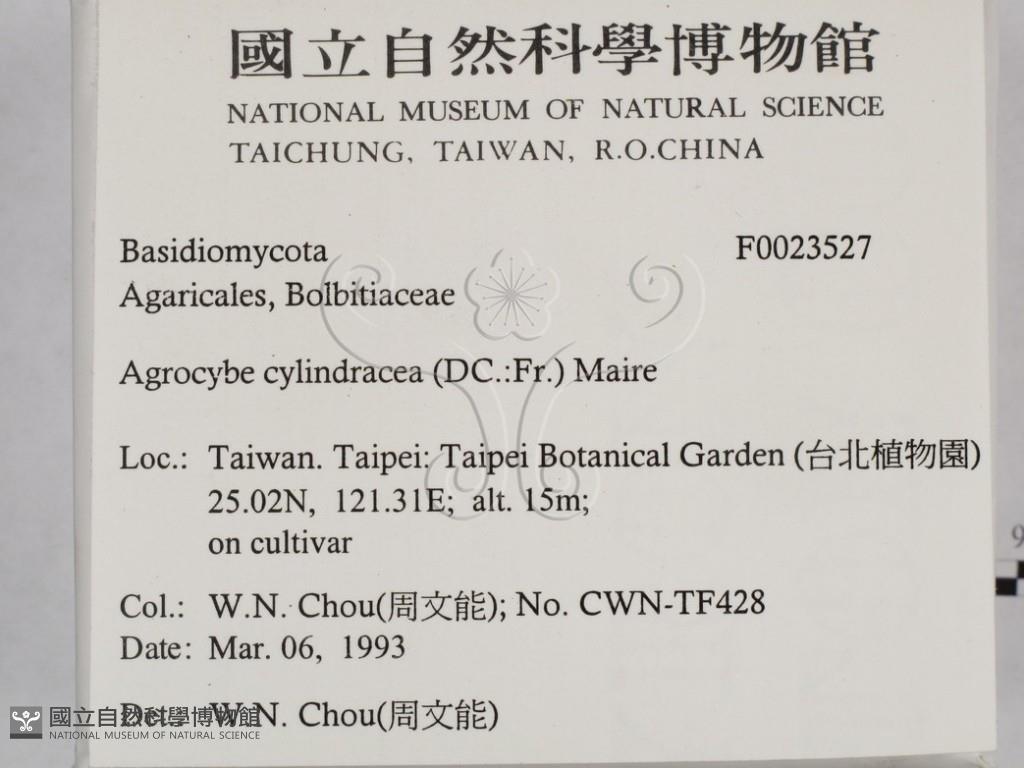 國立自然科學博物館
NATIONAL MUSEUM OF NATURAL SCIENCE
TAICHUNG, TAIWAN, R.O.CHINA
Basidiomycota F0023527
Agaricales, Bolbitiaceae
Agrocybe cylindracea (DC.:Fr.) Maire
Loc.: Taiwan. Taipei: Taipei Botanical Garden (台北植物園)
25.02N, 121.31E; alt. 15m;
on cultivar
9
Col.: W.N. Chou(周文能); No. CWN-TF428
Date: Mar. 06, 1993
Det.: W.N. Chou(周文能)
國立自然科學博物館
NATIONAL MUSEUM OF NATURAL SCIENCE